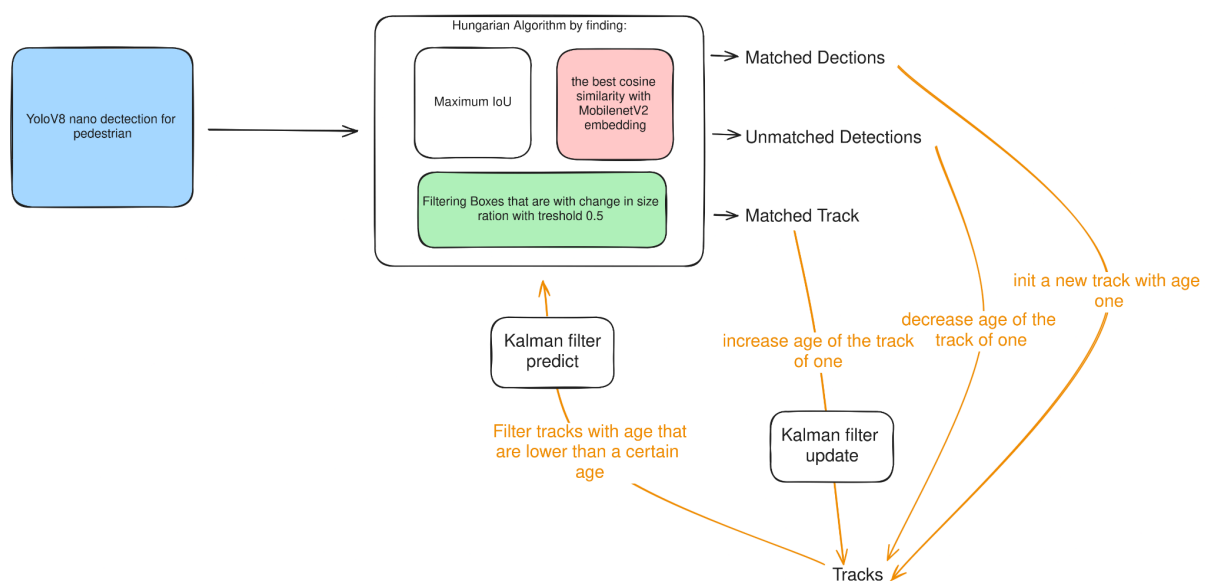 Hungarian Algorithm by finding:
YoloV8 nano dectection for
pedestrian
Maximum IoU
the best cosine
similarity with
MobilenetV2
embedding
Filtering Boxes that are with change in size
ration with treshold 0.5
Matched Dections
Unmatched Detections
Matched Track
init a new track with age
one
decrease age of the
track of one
increase age of the track
of one
Kalman filter
predict
Filter tracks with age that
are lower than a certain
age
Kalman filter
update
Tracks